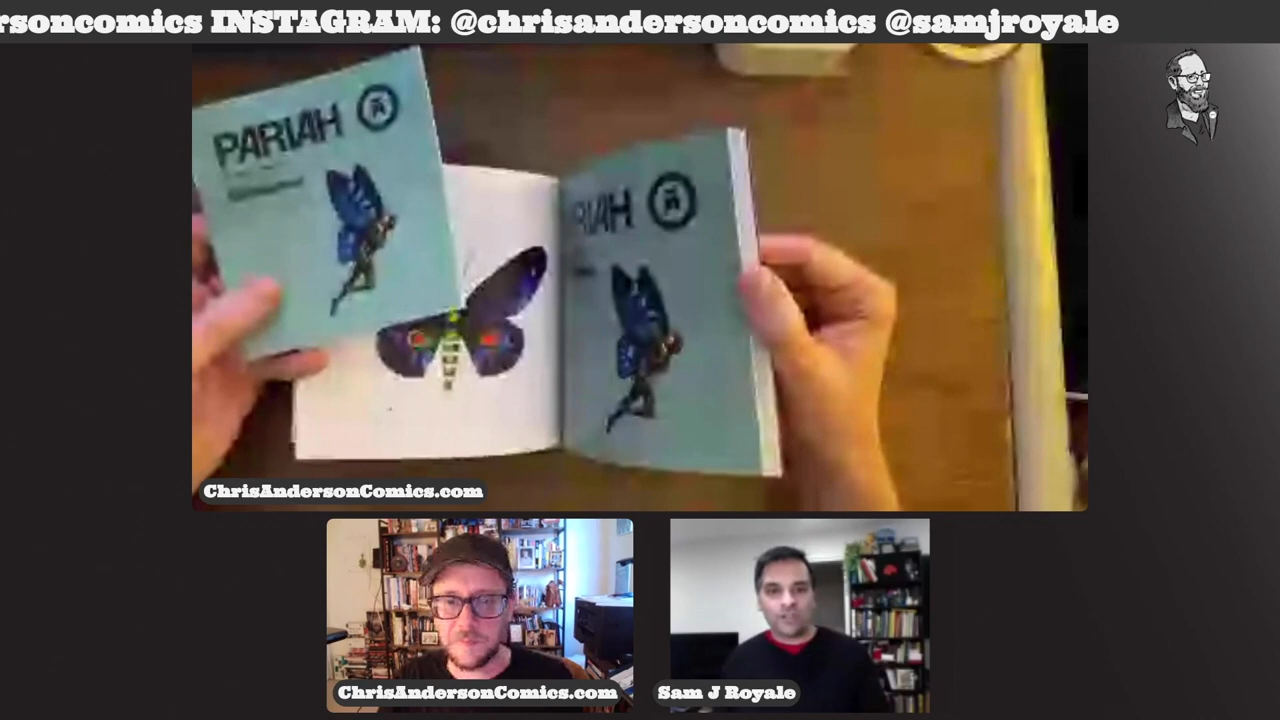 rsoncomics INSTAGRAM: @chrisandersoncomics @samjroyale
PARIAH
RIAH
ChrisAndersonComics.com
ChrisAndersonComics.com
Sam J Royale